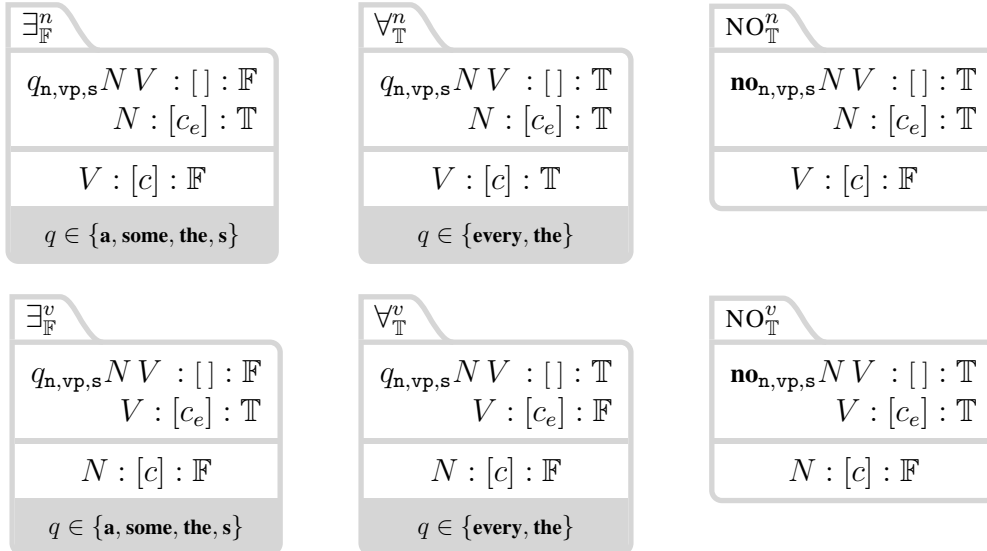 ∃ⁿ_𝔽
q_{n,vp,s} N V : [ ] : 𝔽
N : [c_e] : 𝕋
V : [c] : 𝔽
q ∈ {a, some, the, s}
∀ⁿ_𝕋
q_{n,vp,s} N V : [ ] : 𝕋
N : [c_e] : 𝕋
V : [c] : 𝕋
q ∈ {every, the}
NOⁿ_𝕋
no_{n,vp,s} N V : [ ] : 𝕋
N : [c_e] : 𝕋
V : [c] : 𝔽
∃ᵛ_𝔽
q_{n,vp,s} N V : [ ] : 𝔽
V : [c_e] : 𝕋
N : [c] : 𝔽
q ∈ {a, some, the, s}
∀ᵛ_𝕋
q_{n,vp,s} N V : [ ] : 𝕋
V : [c_e] : 𝔽
N : [c] : 𝔽
q ∈ {every, the}
NOᵛ_𝕋
no_{n,vp,s} N V : [ ] : 𝕋
V : [c_e] : 𝕋
N : [c] : 𝔽